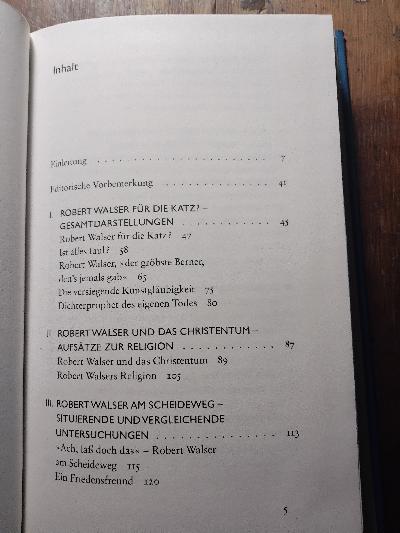 Inhalt
Einleitung . . . . . . . . . . . . . . . . 7
Editorische Vorbemerkung . . . . . . . . . . 41
I. ROBERT WALSER FÜR DIE KATZ? –
GESAMTDARSTELLUNGEN . . . . . . . . . . 45
Robert Walser für die Katz? 47
Ist alles faul? 58
Robert Walser, »der gröbste Berner,
den's jemals gab« 65
Die versiegende Kunstgläubigkeit 75
Dichterprophet des eigenen Todes 80
II. ROBERT WALSER UND DAS CHRISTENTUM –
AUFSÄTZE ZUR RELIGION . . . . . . . . . . 87
Robert Walser und das Christentum 89
Robert Walsers Religion 105
III. ROBERT WALSER AM SCHEIDEWEG –
SITUIERENDE UND VERGLEICHENDE
UNTERSUCHUNGEN . . . . . . . . . . . . 113
»Ach, laß doch das« – Robert Walser
am Scheideweg 115
Ein Friedensfreund 120
5